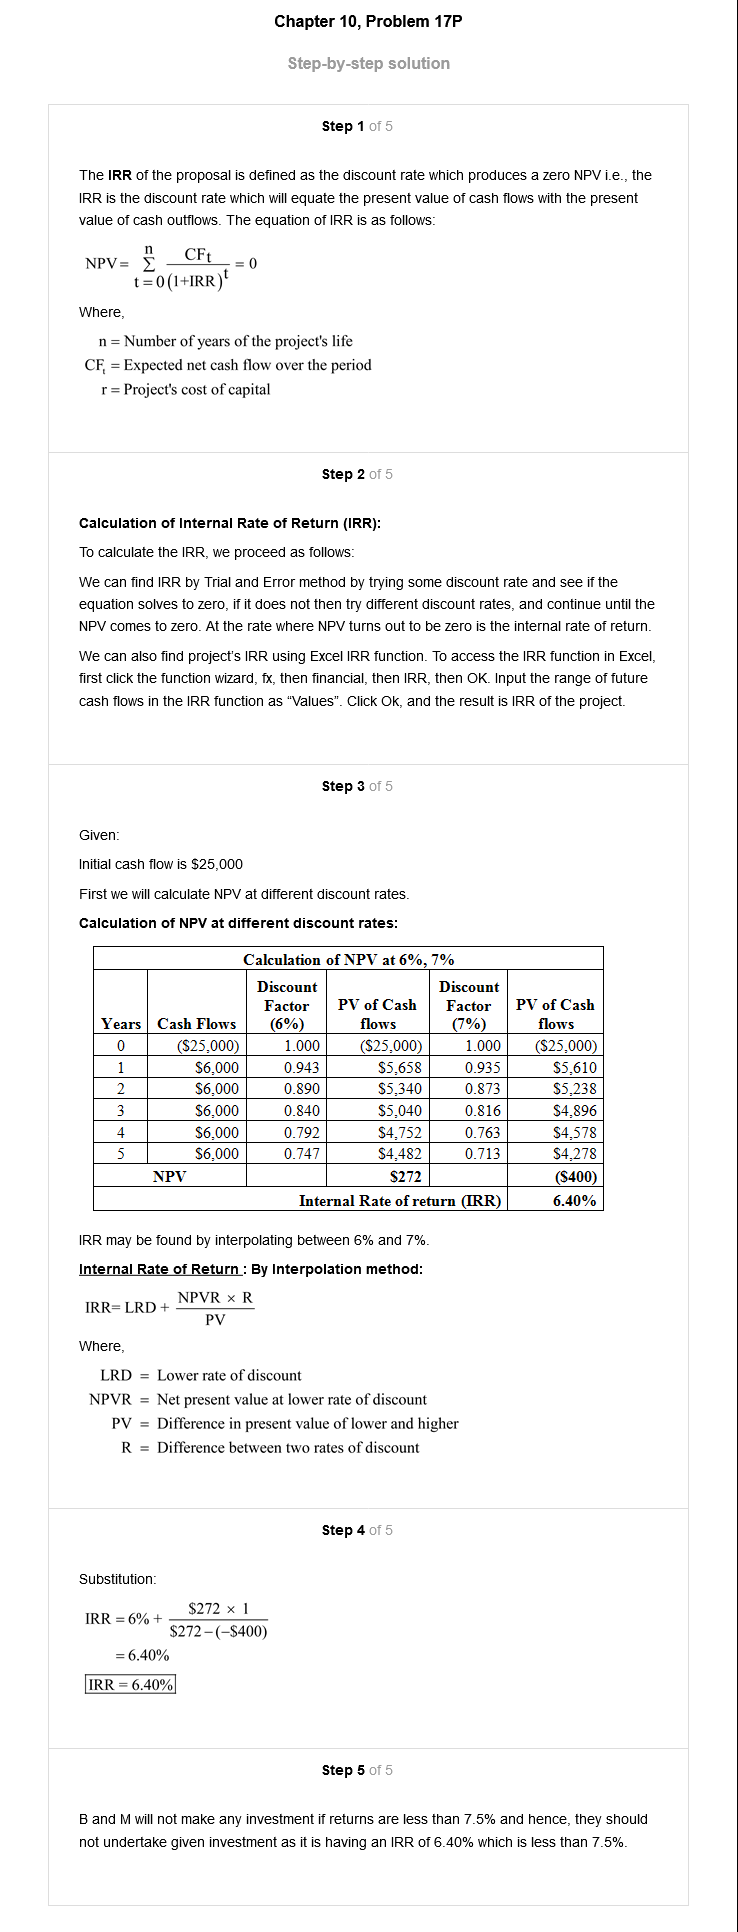 Chapter 10, Problem 17P
Step-by-step solution
Step 1 of 5
The IRR of the proposal is defined as the discount rate which produces a zero NPV i.e., the
IRR is the discount rate which will equate the present value of cash flows with the present
value of cash outflows. The equation of IRR is as follows:
NPV = n Σ t = 0 CFt / (1+IRR)^t = 0
Where,
n = Number of years of the project's life
CFt = Expected net cash flow over the period
r = Project's cost of capital
Step 2 of 5
Calculation of Internal Rate of Return (IRR):
To calculate the IRR, we proceed as follows:
We can find IRR by Trial and Error method by trying some discount rate and see if the
equation solves to zero, if it does not then try different discount rates, and continue until the
NPV comes to zero. At the rate where NPV turns out to be zero is the internal rate of return.
We can also find project's IRR using Excel IRR function. To access the IRR function in Excel,
first click the function wizard, fx, then financial, then IRR, then OK. Input the range of future
cash flows in the IRR function as “Values”. Click Ok, and the result is IRR of the project.
Step 3 of 5
Given:
Initial cash flow is $25,000
First we will calculate NPV at different discount rates.
Calculation of NPV at different discount rates:
Calculation of NPV at 6%, 7%
Years Cash Flows Discount Factor (6%) PV of Cash flows Discount Factor (7%) PV of Cash flows
0 ($25,000) 1.000 ($25,000) 1.000 ($25,000)
1 $6,000 0.943 $5,658 0.935 $5,610
2 $6,000 0.890 $5,340 0.873 $5,238
3 $6,000 0.840 $5,040 0.816 $4,896
4 $6,000 0.792 $4,752 0.763 $4,578
5 $6,000 0.747 $4,482 0.713 $4,278
NPV $272 ($400)
Internal Rate of return (IRR) 6.40%
IRR may be found by interpolating between 6% and 7%.
Internal Rate of Return : By Interpolation method:
IRR= LRD + NPVR × R / PV
Where,
LRD = Lower rate of discount
NPVR = Net present value at lower rate of discount
PV = Difference in present value of lower and higher
R = Difference between two rates of discount
Step 4 of 5
Substitution:
IRR = 6% + $272 × 1 / $272 – (–$400)
= 6.40%
IRR = 6.40%
Step 5 of 5
B and M will not make any investment if returns are less than 7.5% and hence, they should
not undertake given investment as it is having an IRR of 6.40% which is less than 7.5%.